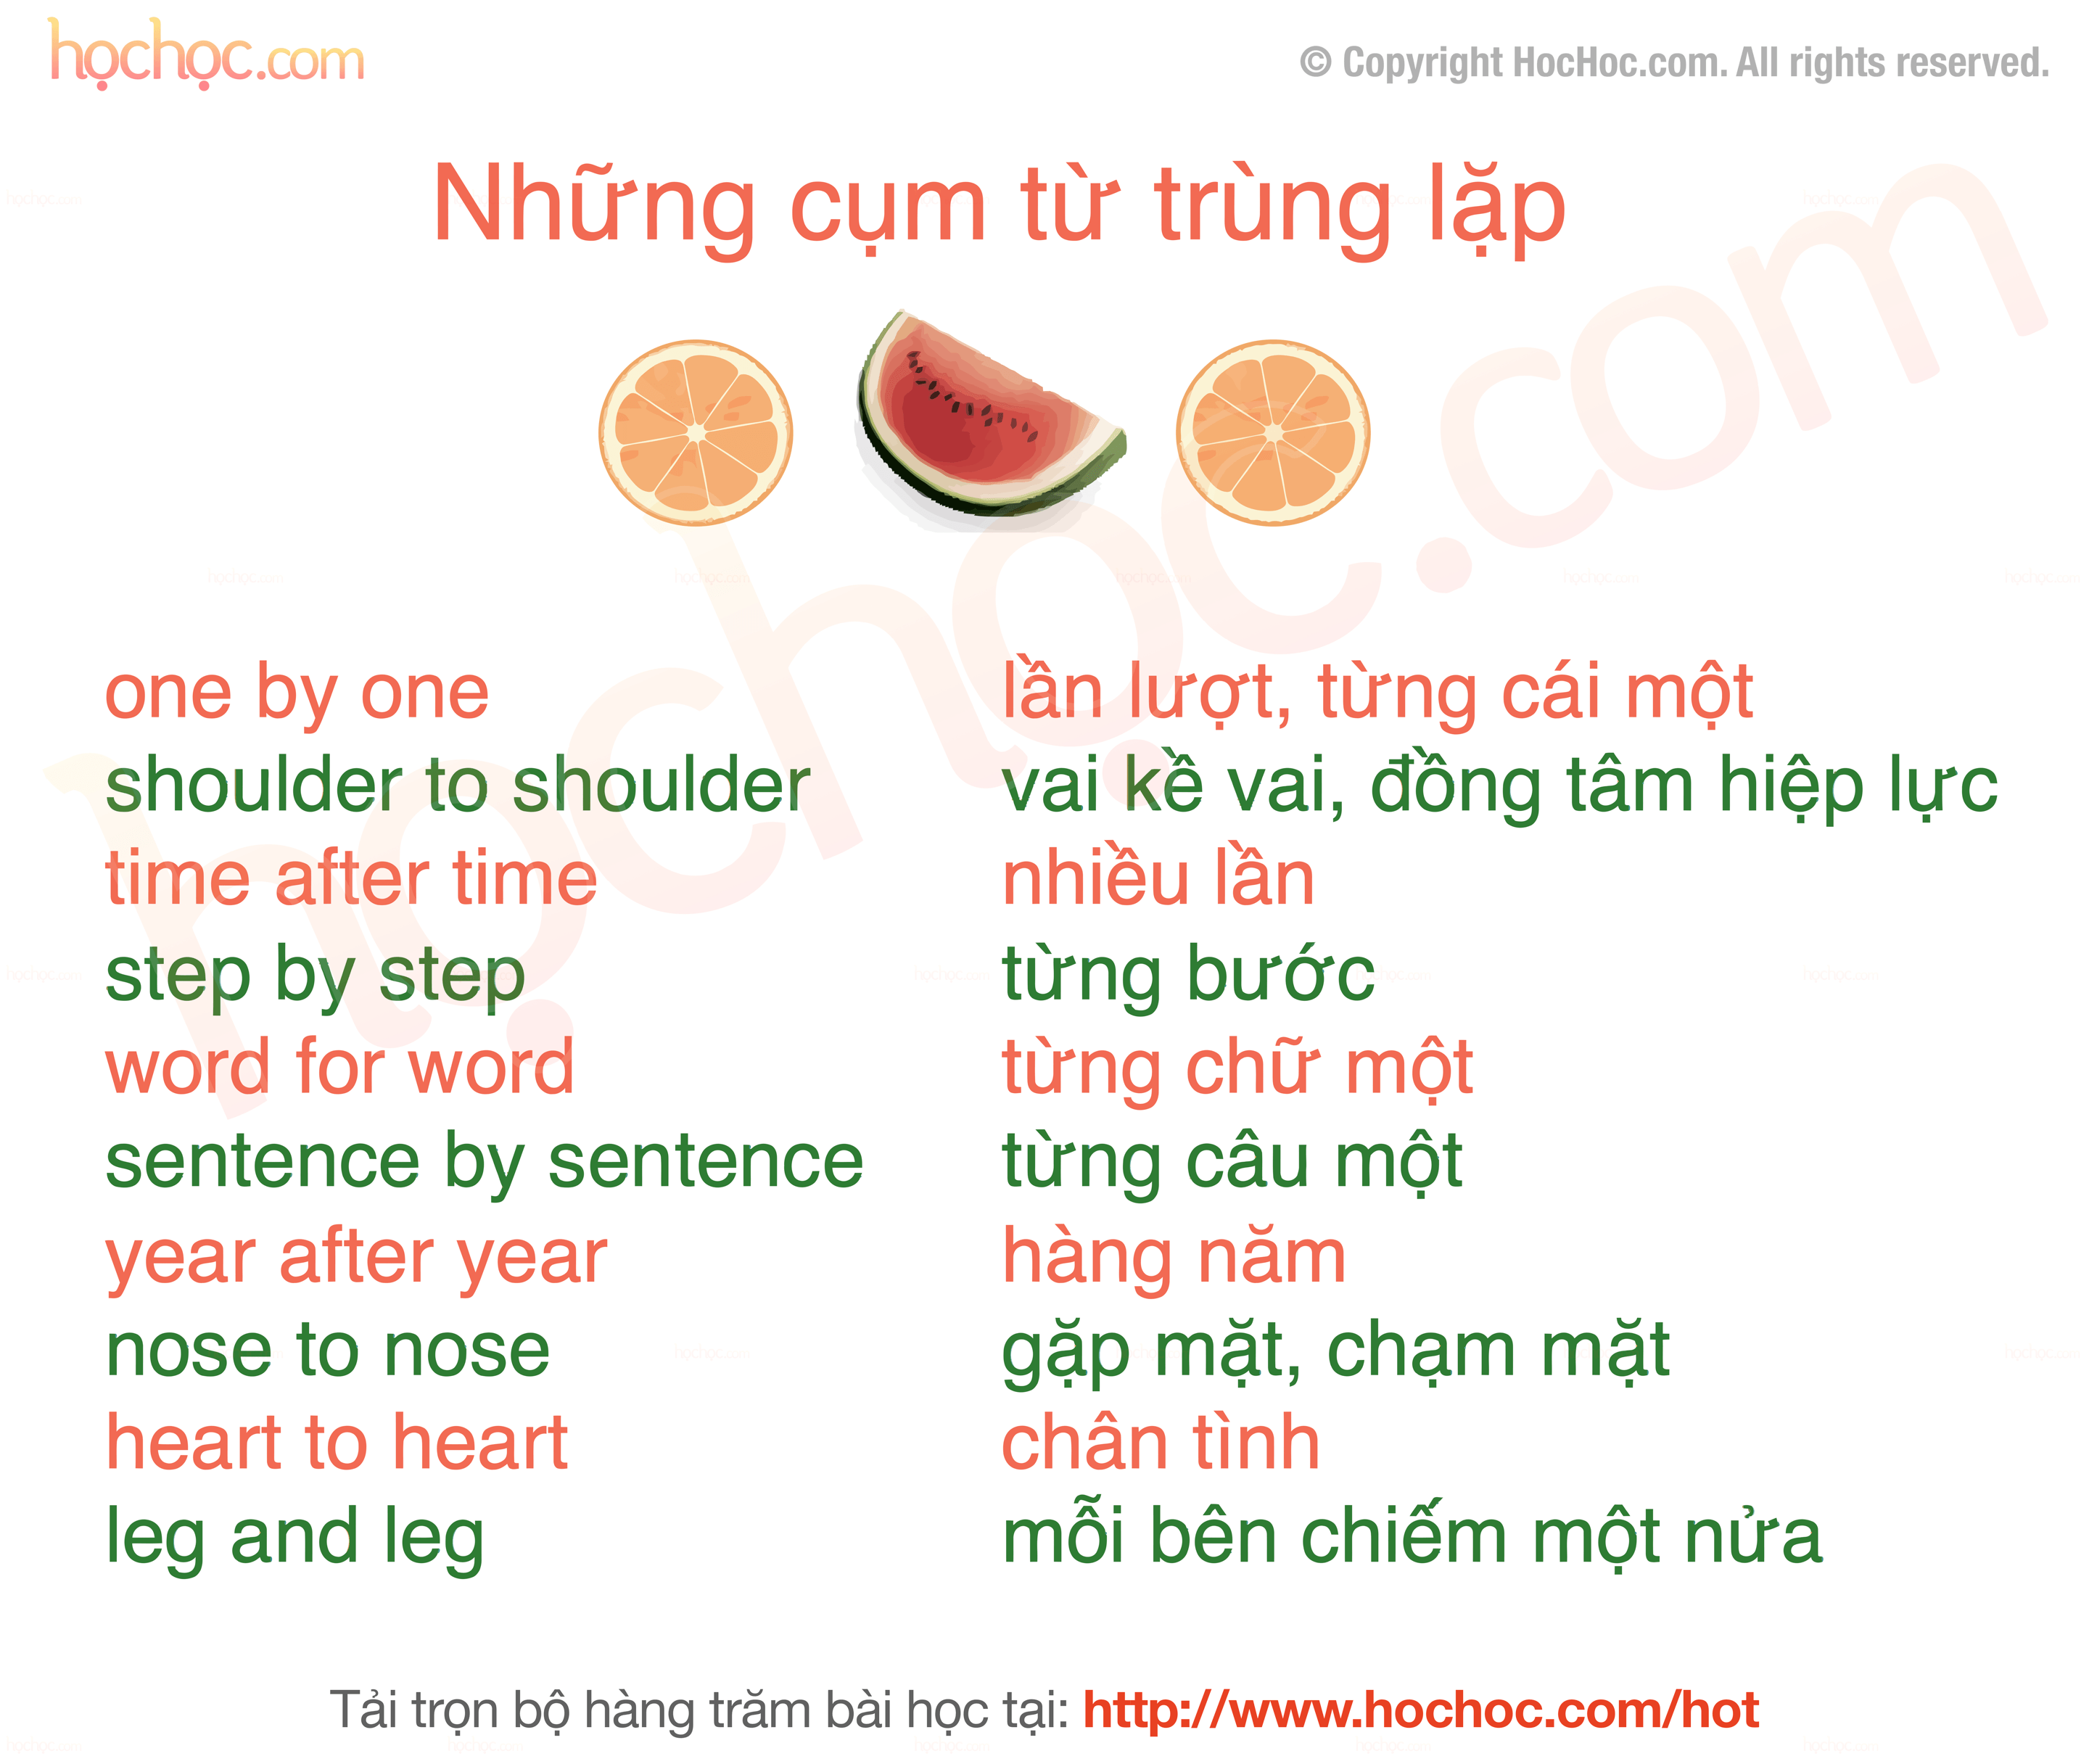 họchọc.com
© Copyright HocHoc.com. All rights reserved.
Những cụm từ trùng lặp
one by one lần lượt, từng cái một
shoulder to shoulder vai kề vai, đồng tâm hiệp lực
time after time nhiều lần
step by step từng bước
word for word từng chữ một
sentence by sentence từng câu một
year after year hàng năm
nose to nose gặp mặt, chạm mặt
heart to heart chân tình
leg and leg mỗi bên chiếm một nửa
Tải trọn bộ hàng trăm bài học tại: http://www.hochoc.com/hot
họchọc.com